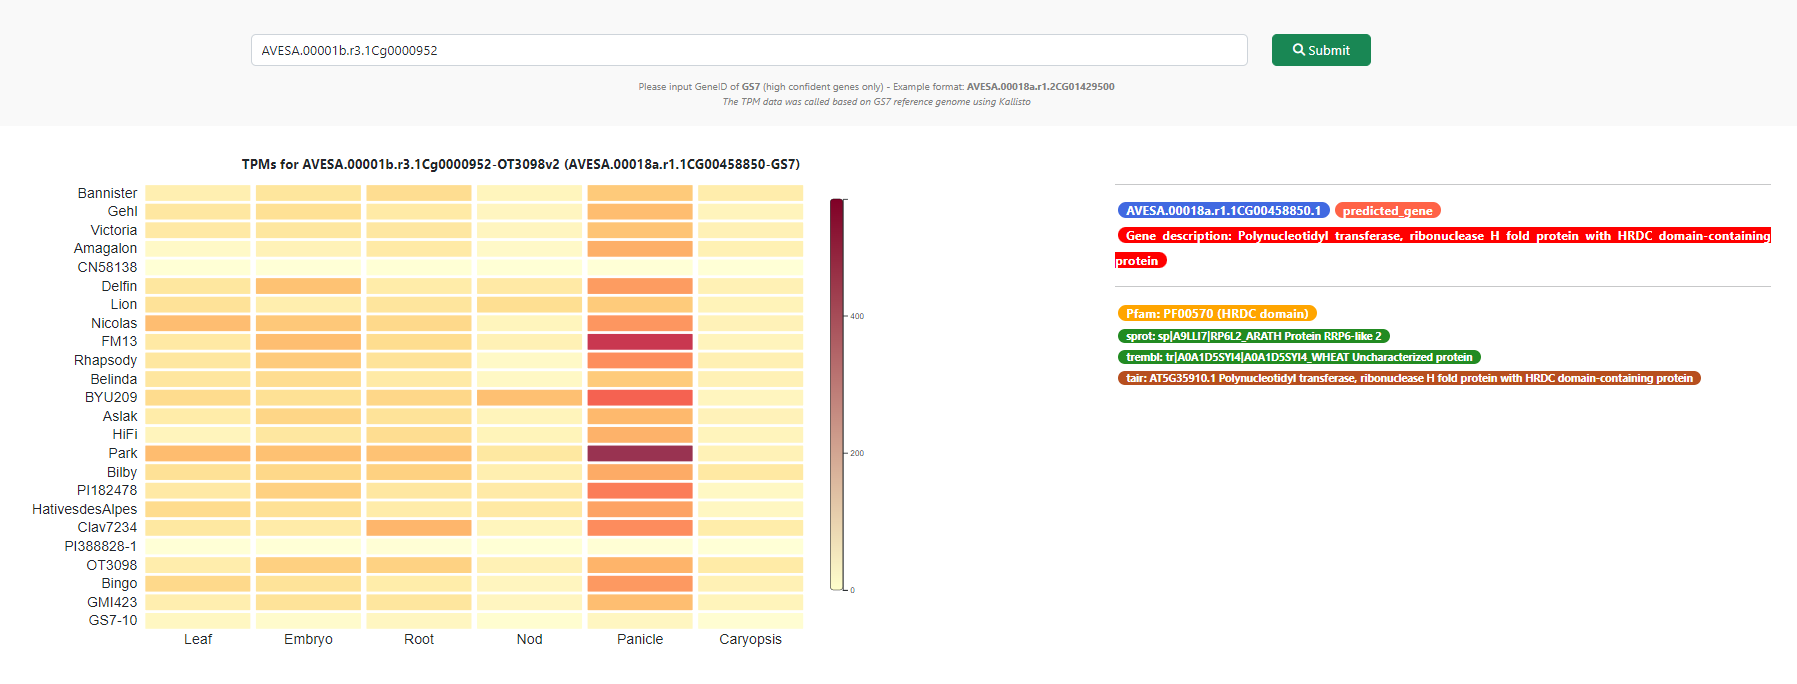 AVESA.00001b.r3.1Cg0000952
Submit
Please input GeneID of GS7 (high confident genes only) - Example format: AVESA.00018a.r1.2CG01429500
The TPM data was called based on GS7 reference genome using Kallisto
TPMs for AVESA.00001b.r3.1Cg0000952-OT3098v2 (AVESA.00018a.r1.1CG00458850-GS7)
Bannister
Gehl
Victoria
Amagalon
CN58138
Delfin
Lion
Nicolas
FM13
Rhapsody
Belinda
BYU209
Aslak
HiFi
Park
Bilby
PI182478
HativesdesAlpes
Clav7234
PI388828-1
OT3098
Bingo
GMI423
GS7-10
Leaf Embryo Root Nod Panicle Caryopsis
400
200
0
AVESA.00018a.r1.1CG00458850.1 predicted_gene
Gene description: Polynucleotidyl transferase, ribonuclease H fold protein with HRDC domain-containing
protein
Pfam: PF00570 (HRDC domain)
sprot: sp|A9LLI7|RP6L2_ARATH Protein RRP6-like 2
trembl: tr|A0A1D5SYI4|A0A1D5SYI4_WHEAT Uncharacterized protein
tair: AT5G35910.1 Polynucleotidyl transferase, ribonuclease H fold protein with HRDC domain-containing protein